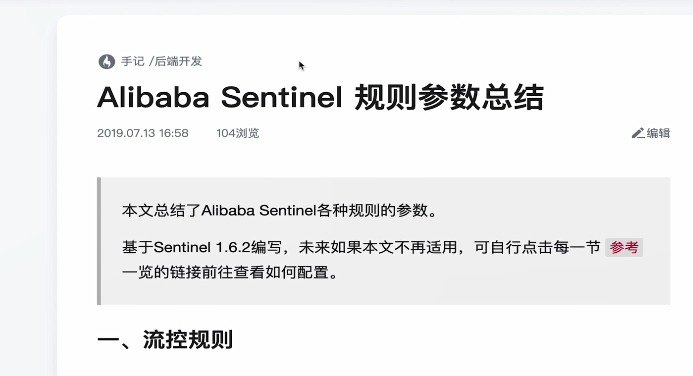 手记 /后端开发
Alibaba Sentinel 规则参数总结
2019.07.13 16:58 104浏览 编辑
本文总结了Alibaba Sentinel各种规则的参数。
基于Sentinel 1.6.2编写，未来如果本文不再适用，可自行点击每一节 参考
一览的链接前往查看如何配置。
一、流控规则